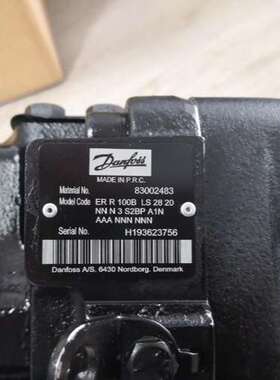 Danfoss
MADE IN P.R.C.
Material No. 83002483
Model Code ER R 100B LS 28 20
NN N 3 S2BP A1N
AAA NNN NNN
Serial No. H193623756
Danfoss A/S, 6430 Nordborg, Denmark